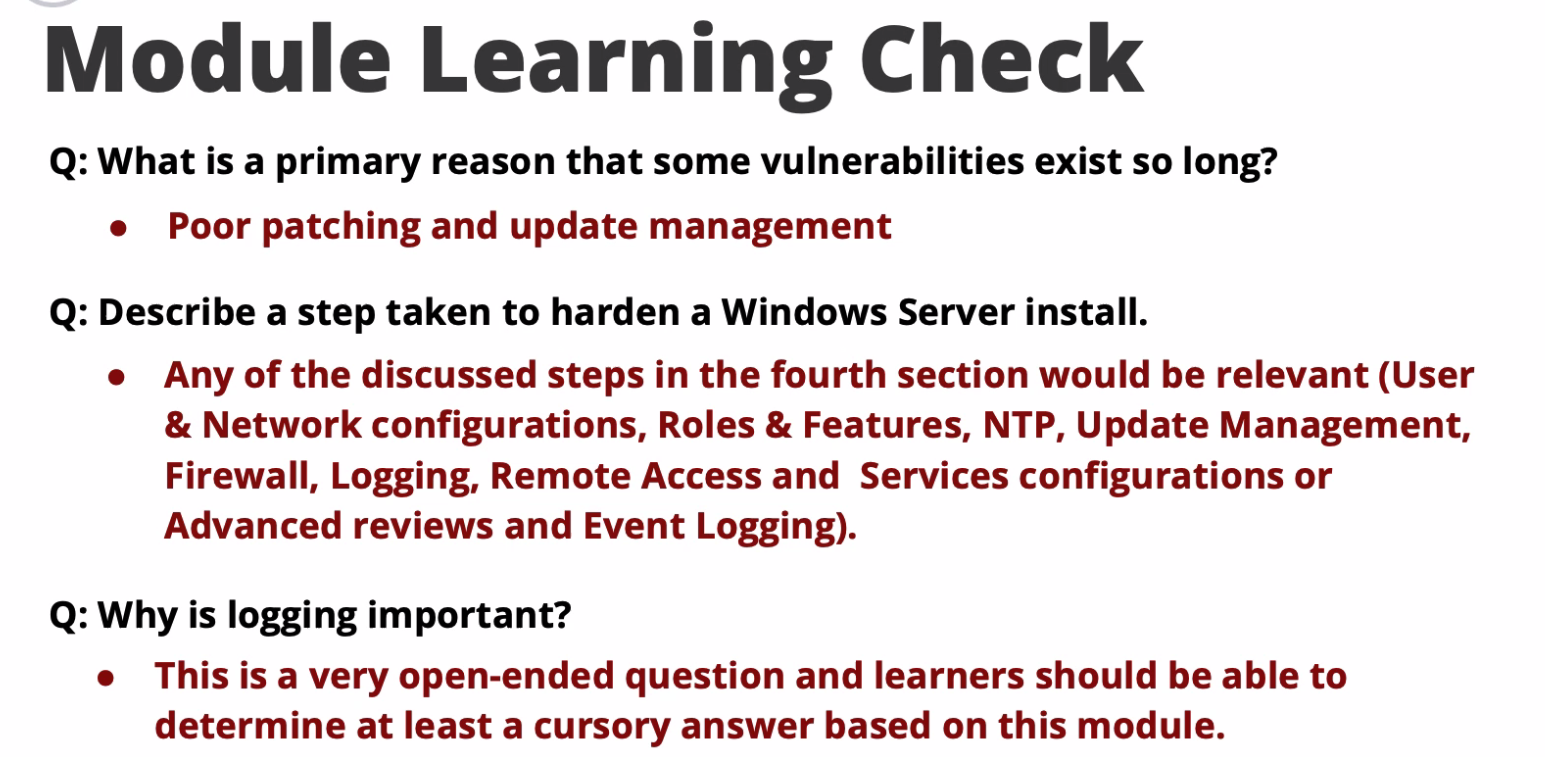 Module Learning Check
Q: What is a primary reason that some vulnerabilities exist so long?
● Poor patching and update management
Q: Describe a step taken to harden a Windows Server install.
● Any of the discussed steps in the fourth section would be relevant (User
& Network configurations, Roles & Features, NTP, Update Management,
Firewall, Logging, Remote Access and  Services configurations or
Advanced reviews and Event Logging).
Q: Why is logging important?
● This is a very open-ended question and learners should be able to
determine at least a cursory answer based on this module.